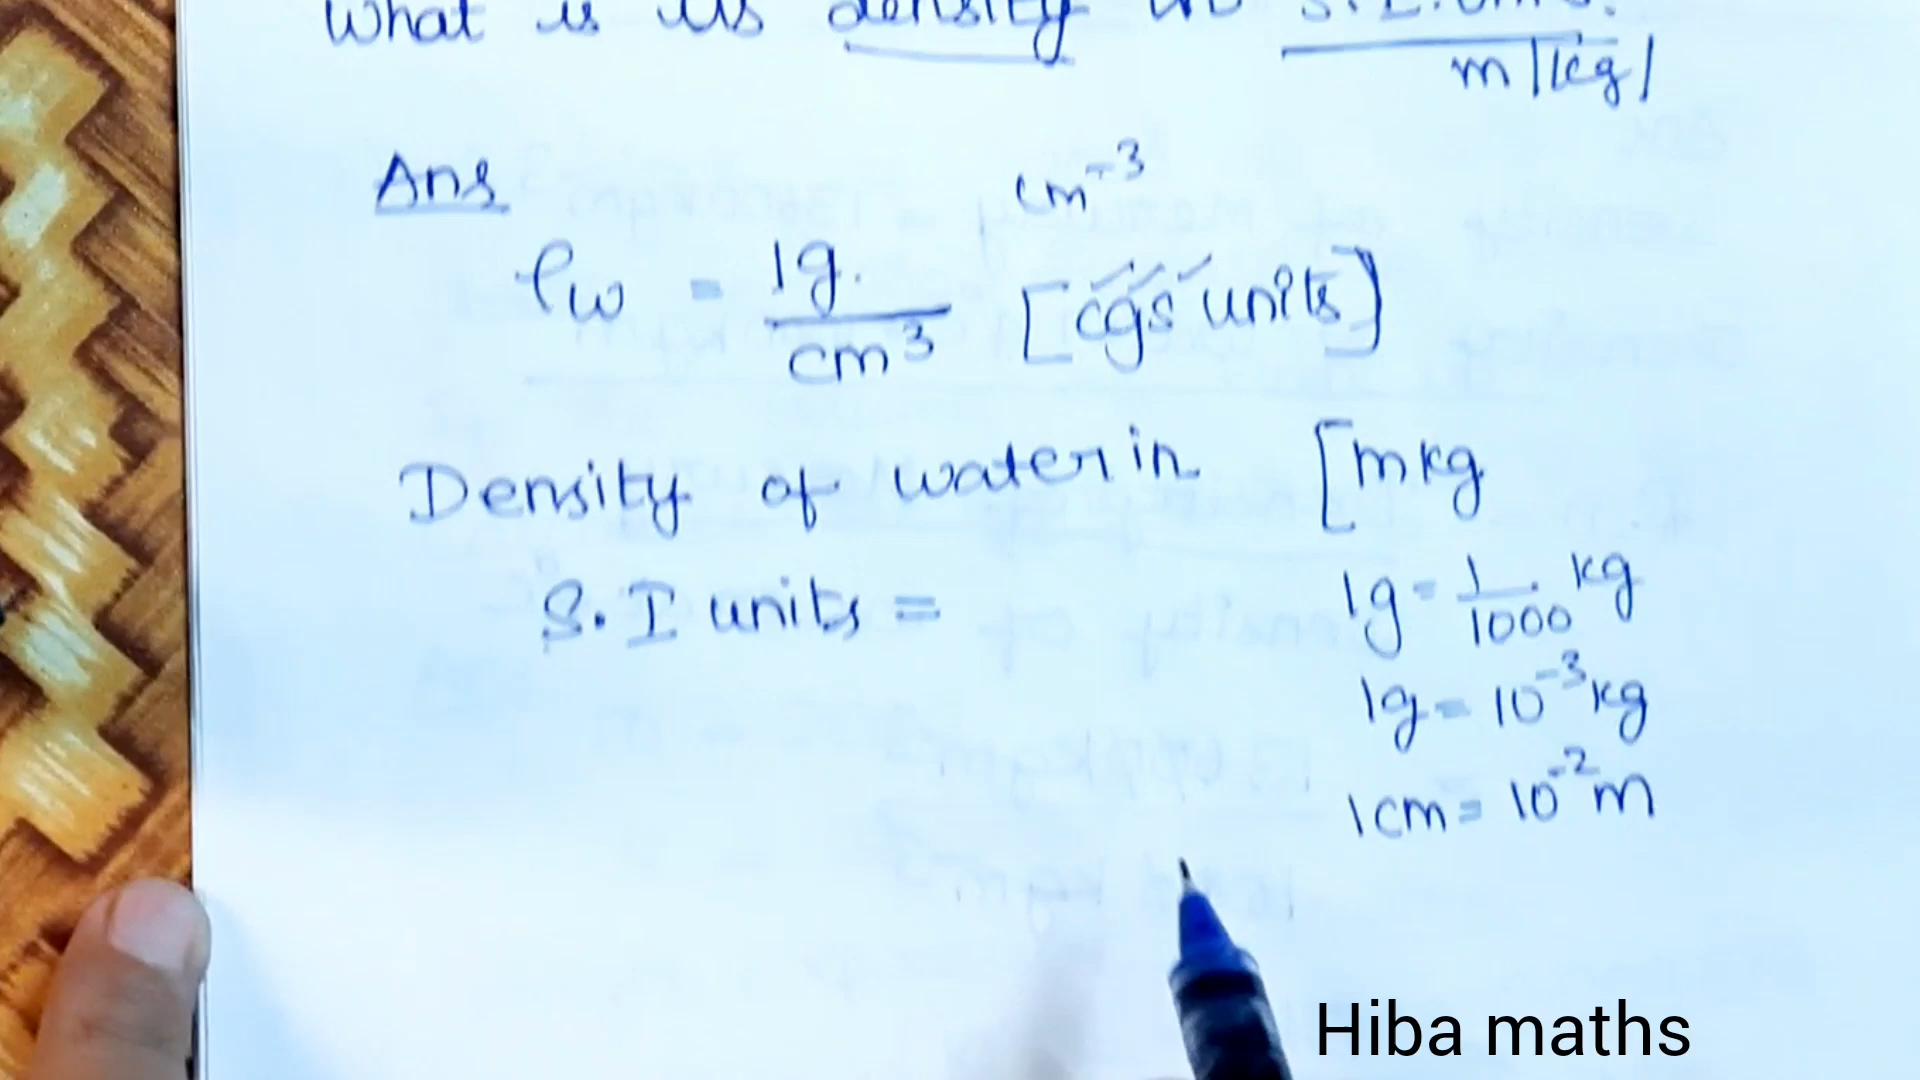 What is its density in S.I. units.
m|kg|
Ans
cm⁻³
ρw = 1g. / cm³ [cgs units]
Density of water in [mkg
S.I units =
1g = 1/1000 kg
1g = 10⁻³ kg
1cm = 10⁻² m
Hiba maths